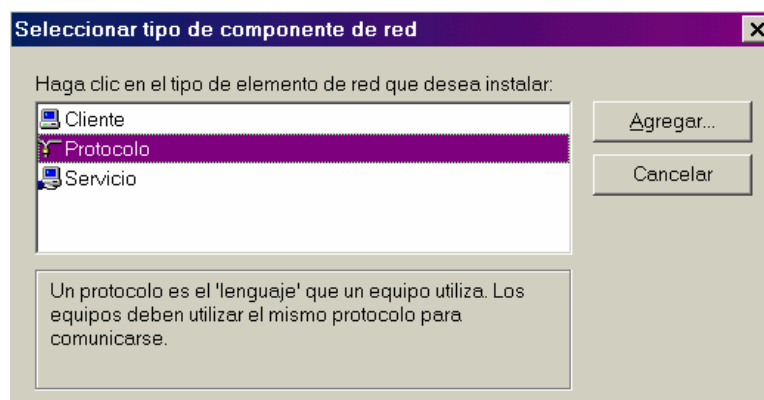 Seleccionar tipo de componente de red
Haga clic en el tipo de elemento de red que desea instalar:
Cliente
Protocolo
Servicio
Agregar...
Cancelar
Un protocolo es el 'lenguaje' que un equipo utiliza. Los
equipos deben utilizar el mismo protocolo para
comunicarse.